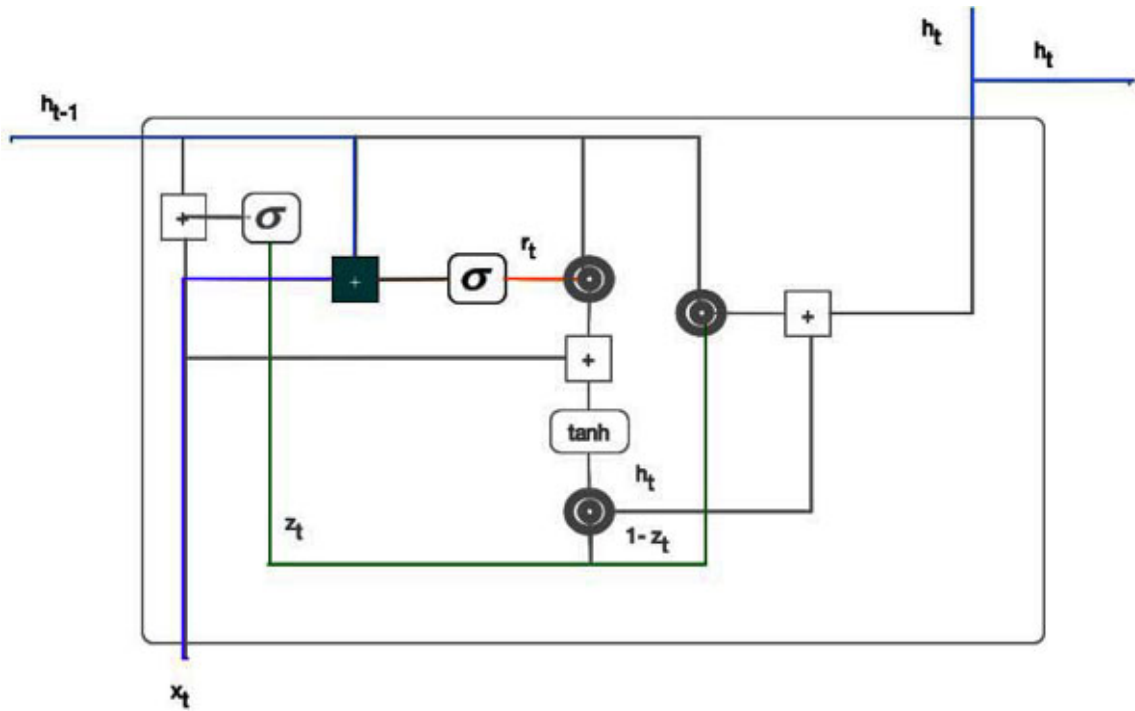 h_t
h_t
h_{t-1}
+
σ
r_t
+
σ
+
+
tanh
h_t
z_t
1- z_t
x_t